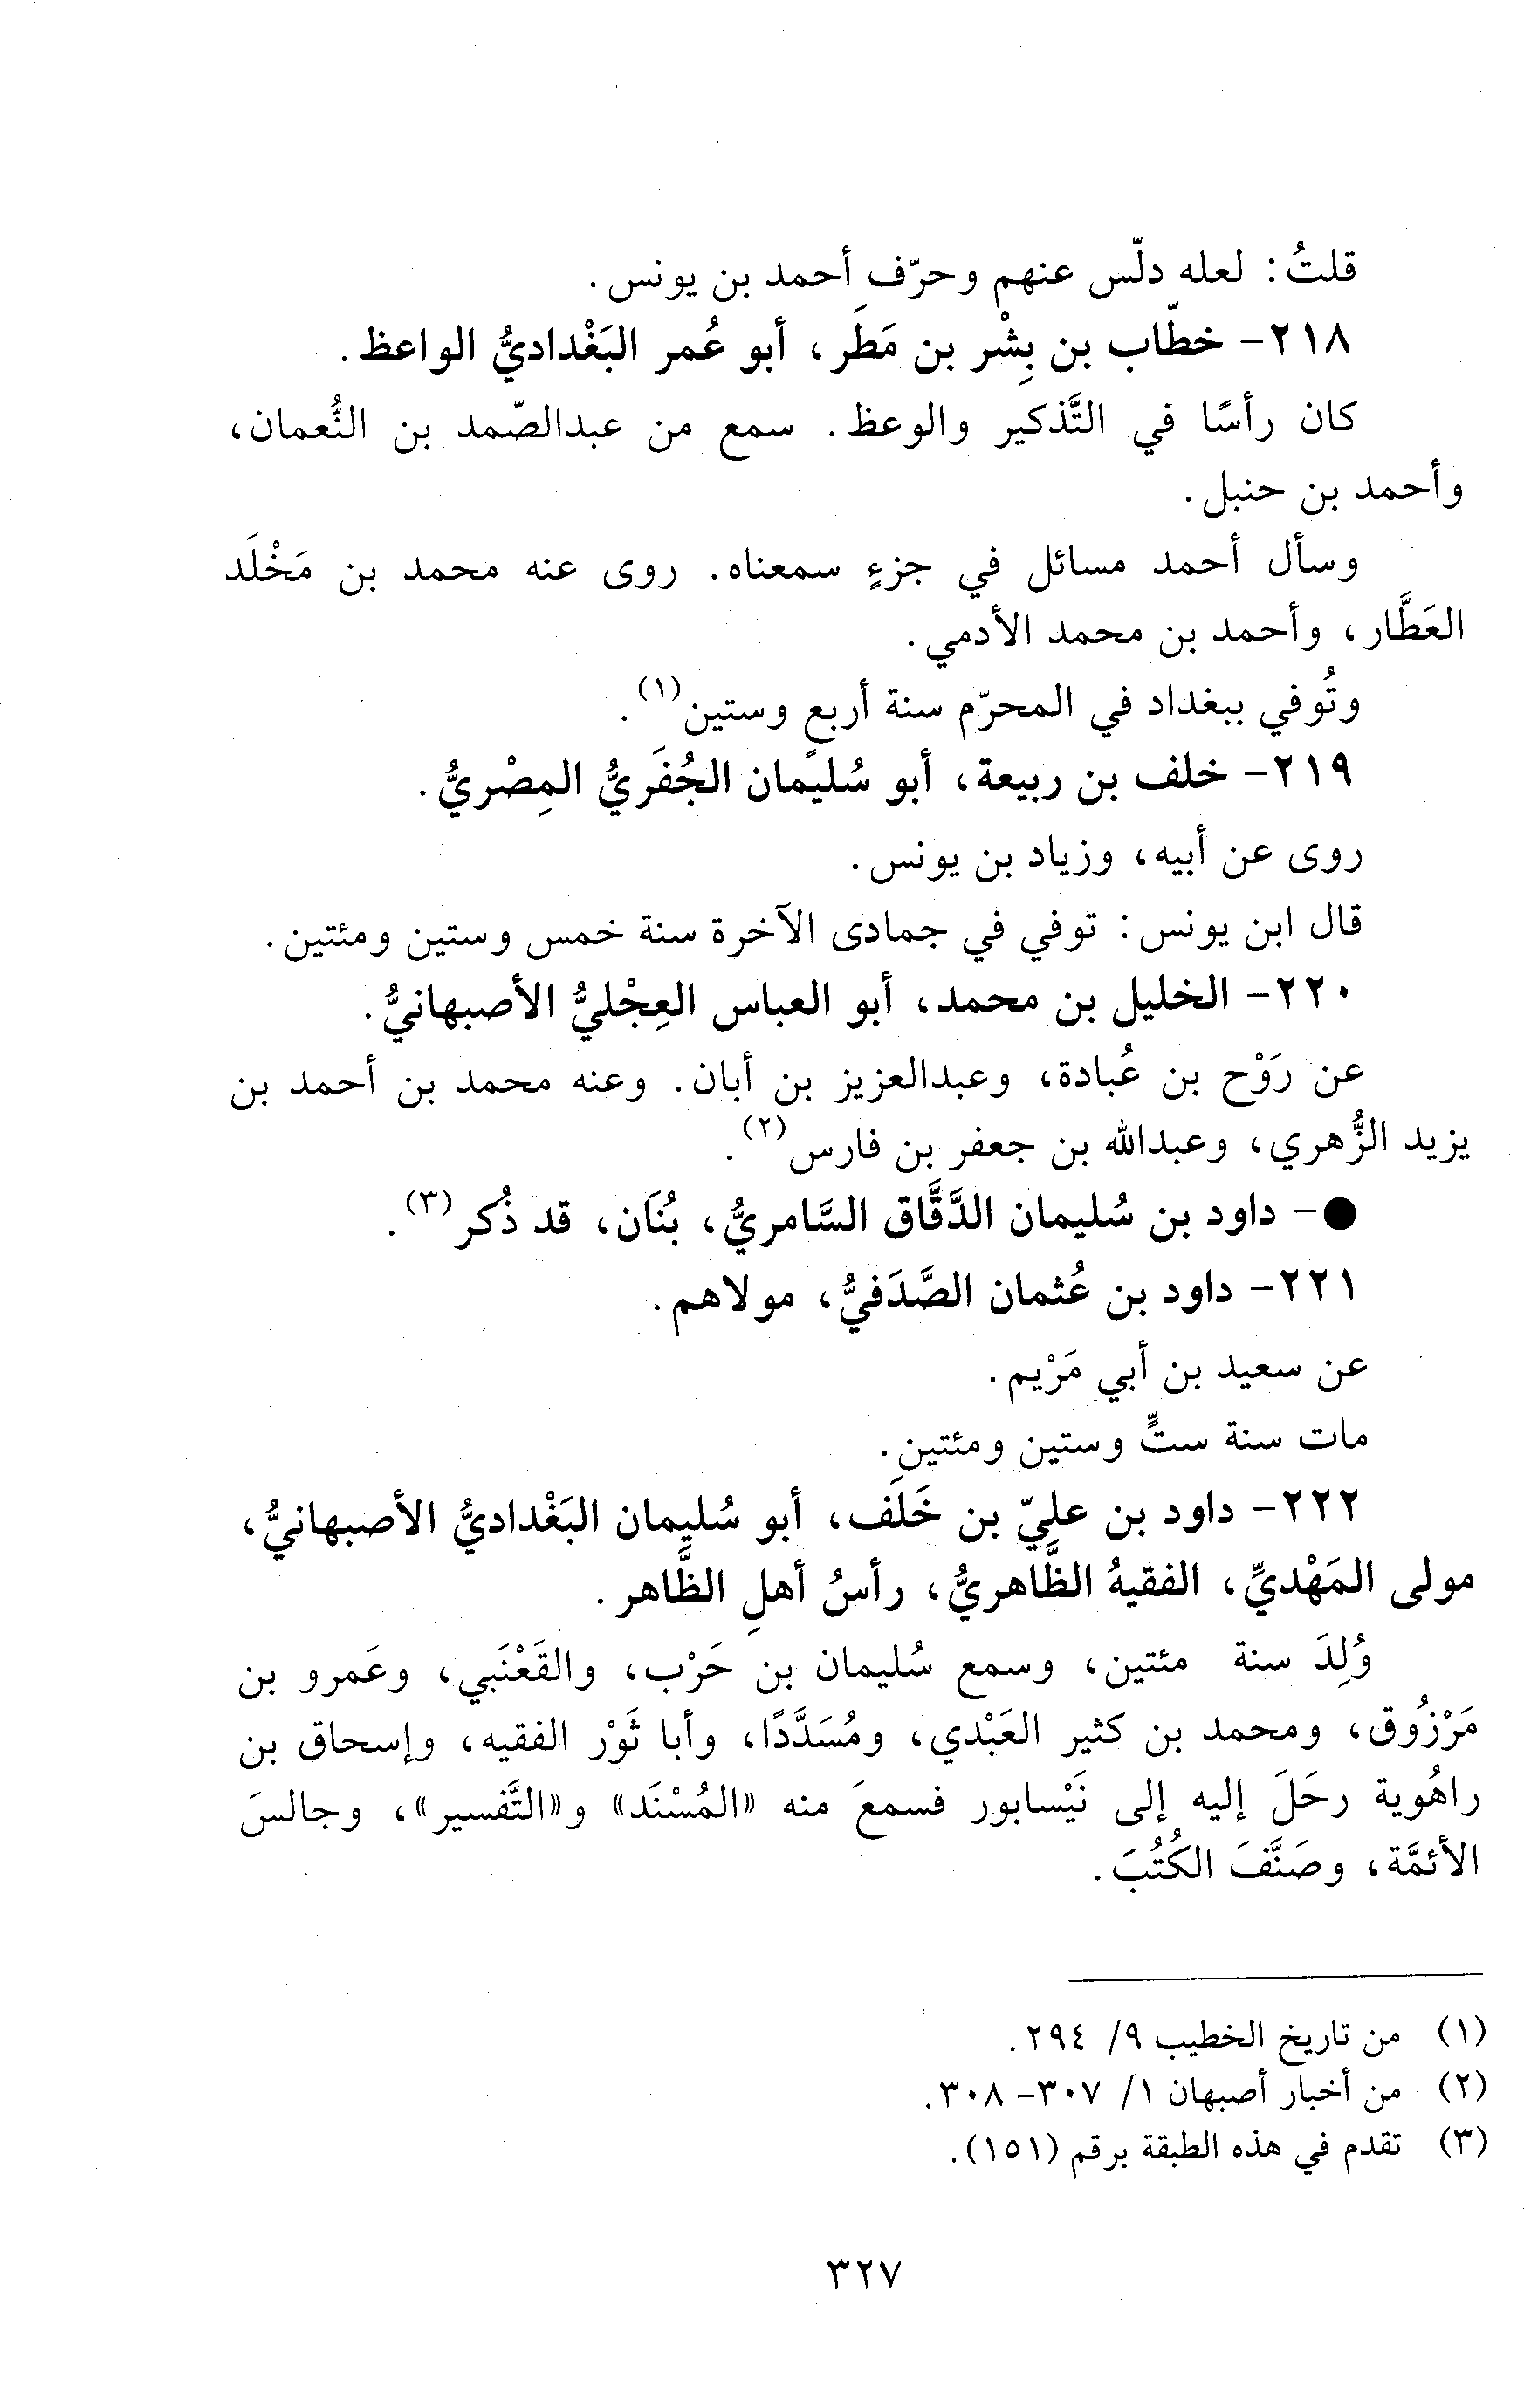 قلتُ: لعله دلّس عنهم وحرّف أحمد بن يونس.
٢١٨- خطّاب بن بِشْر بن مَطَر، أبو عُمر البَغْداديُّ الواعظ.
كان رأسًا في التَّذكير والوعظ. سمع من عبدالصّمد بن النُّعمان،
وأحمد بن حنبل.
وسأل أحمد مسائل في جزءٍ سمعناه. روى عنه محمد بن مَخْلَد
العَطَّار، وأحمد بن محمد الأدمي.
وتُوفي ببغداد في المحرّم سنة أربعٍ وستين(١).
٢١٩- خلف بن ربيعة، أبو سُليمان الجُفَريُّ المِصْريُّ.
روى عن أبيه، وزياد بن يونس.
قال ابن يونس: توفي في جمادى الآخرة سنة خمس وستين ومئتين.
٢٢٠- الخليل بن محمد، أبو العباس العِجْليُّ الأصبهانيُّ.
عن رَوْح بن عُبادة، وعبدالعزيز بن أبان. وعنه محمد بن أحمد بن
يزيد الزُّهري، وعبدالله بن جعفر بن فارس(٢).
●- داود بن سُليمان الدَّقَّاق السَّامريُّ، بُنَان، قد ذُكر(٣).
٢٢١- داود بن عُثمان الصَّدَفيُّ، مولاهم.
عن سعيد بن أبي مَرْيم.
مات سنة ستٍّ وستين ومئتين.
٢٢٢- داود بن عليّ بن خَلَف، أبو سُليمان البَغْداديُّ الأصبهانيُّ،
مولى المَهْديِّ، الفقيهُ الظَّاهريُّ، رأسُ أهلِ الظَّاهر.
وُلِدَ سنة مئتين، وسمع سُليمان بن حَرْب، والقَعْنَبي، وعَمرو بن
مَرْزُوق، ومحمد بن كثير العَبْدي، ومُسَدَّدًا، وأبا ثَوْر الفقيه، وإسحاق بن
راهُوية رحَلَ إليه إلى نَيْسابور فسمعَ منه «المُسْنَد» و«التَّفسير»، وجالسَ
الأئمَّة، وصَنَّفَ الكُتُبَ.
(١) من تاريخ الخطيب ٩/ ٢٩٤.
(٢) من أخبار أصبهان ١/ ٣٠٧- ٣٠٨.
(٣) تقدم في هذه الطبقة برقم (١٥١).
٣٢٧